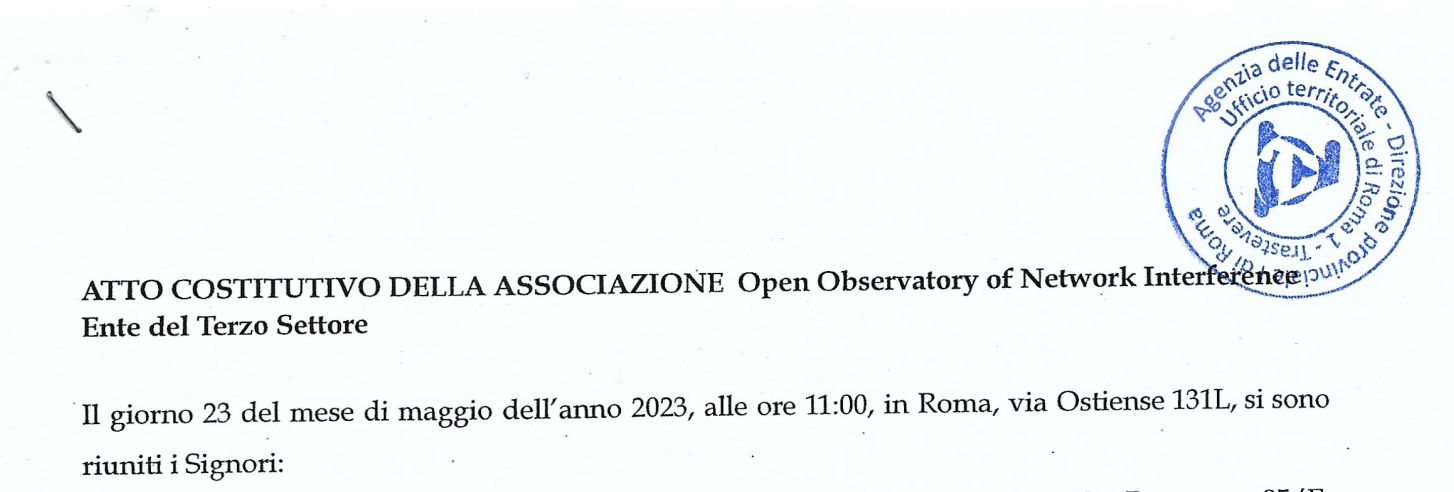 Agenzia delle Entrate - Direzione provinciale 1 di Roma
Ufficio territoriale di Roma 1 - Trastevere
ATTO COSTITUTIVO DELLA ASSOCIAZIONE Open Observatory of Network Interference
Ente del Terzo Settore
Il giorno 23 del mese di maggio dell'anno 2023, alle ore 11:00, in Roma, via Ostiense 131L, si sono
riuniti i Signori: